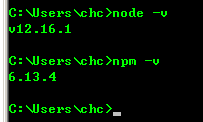 C:\Users\chc>node -v
v12.16.1
C:\Users\chc>npm -v
6.13.4
C:\Users\chc>